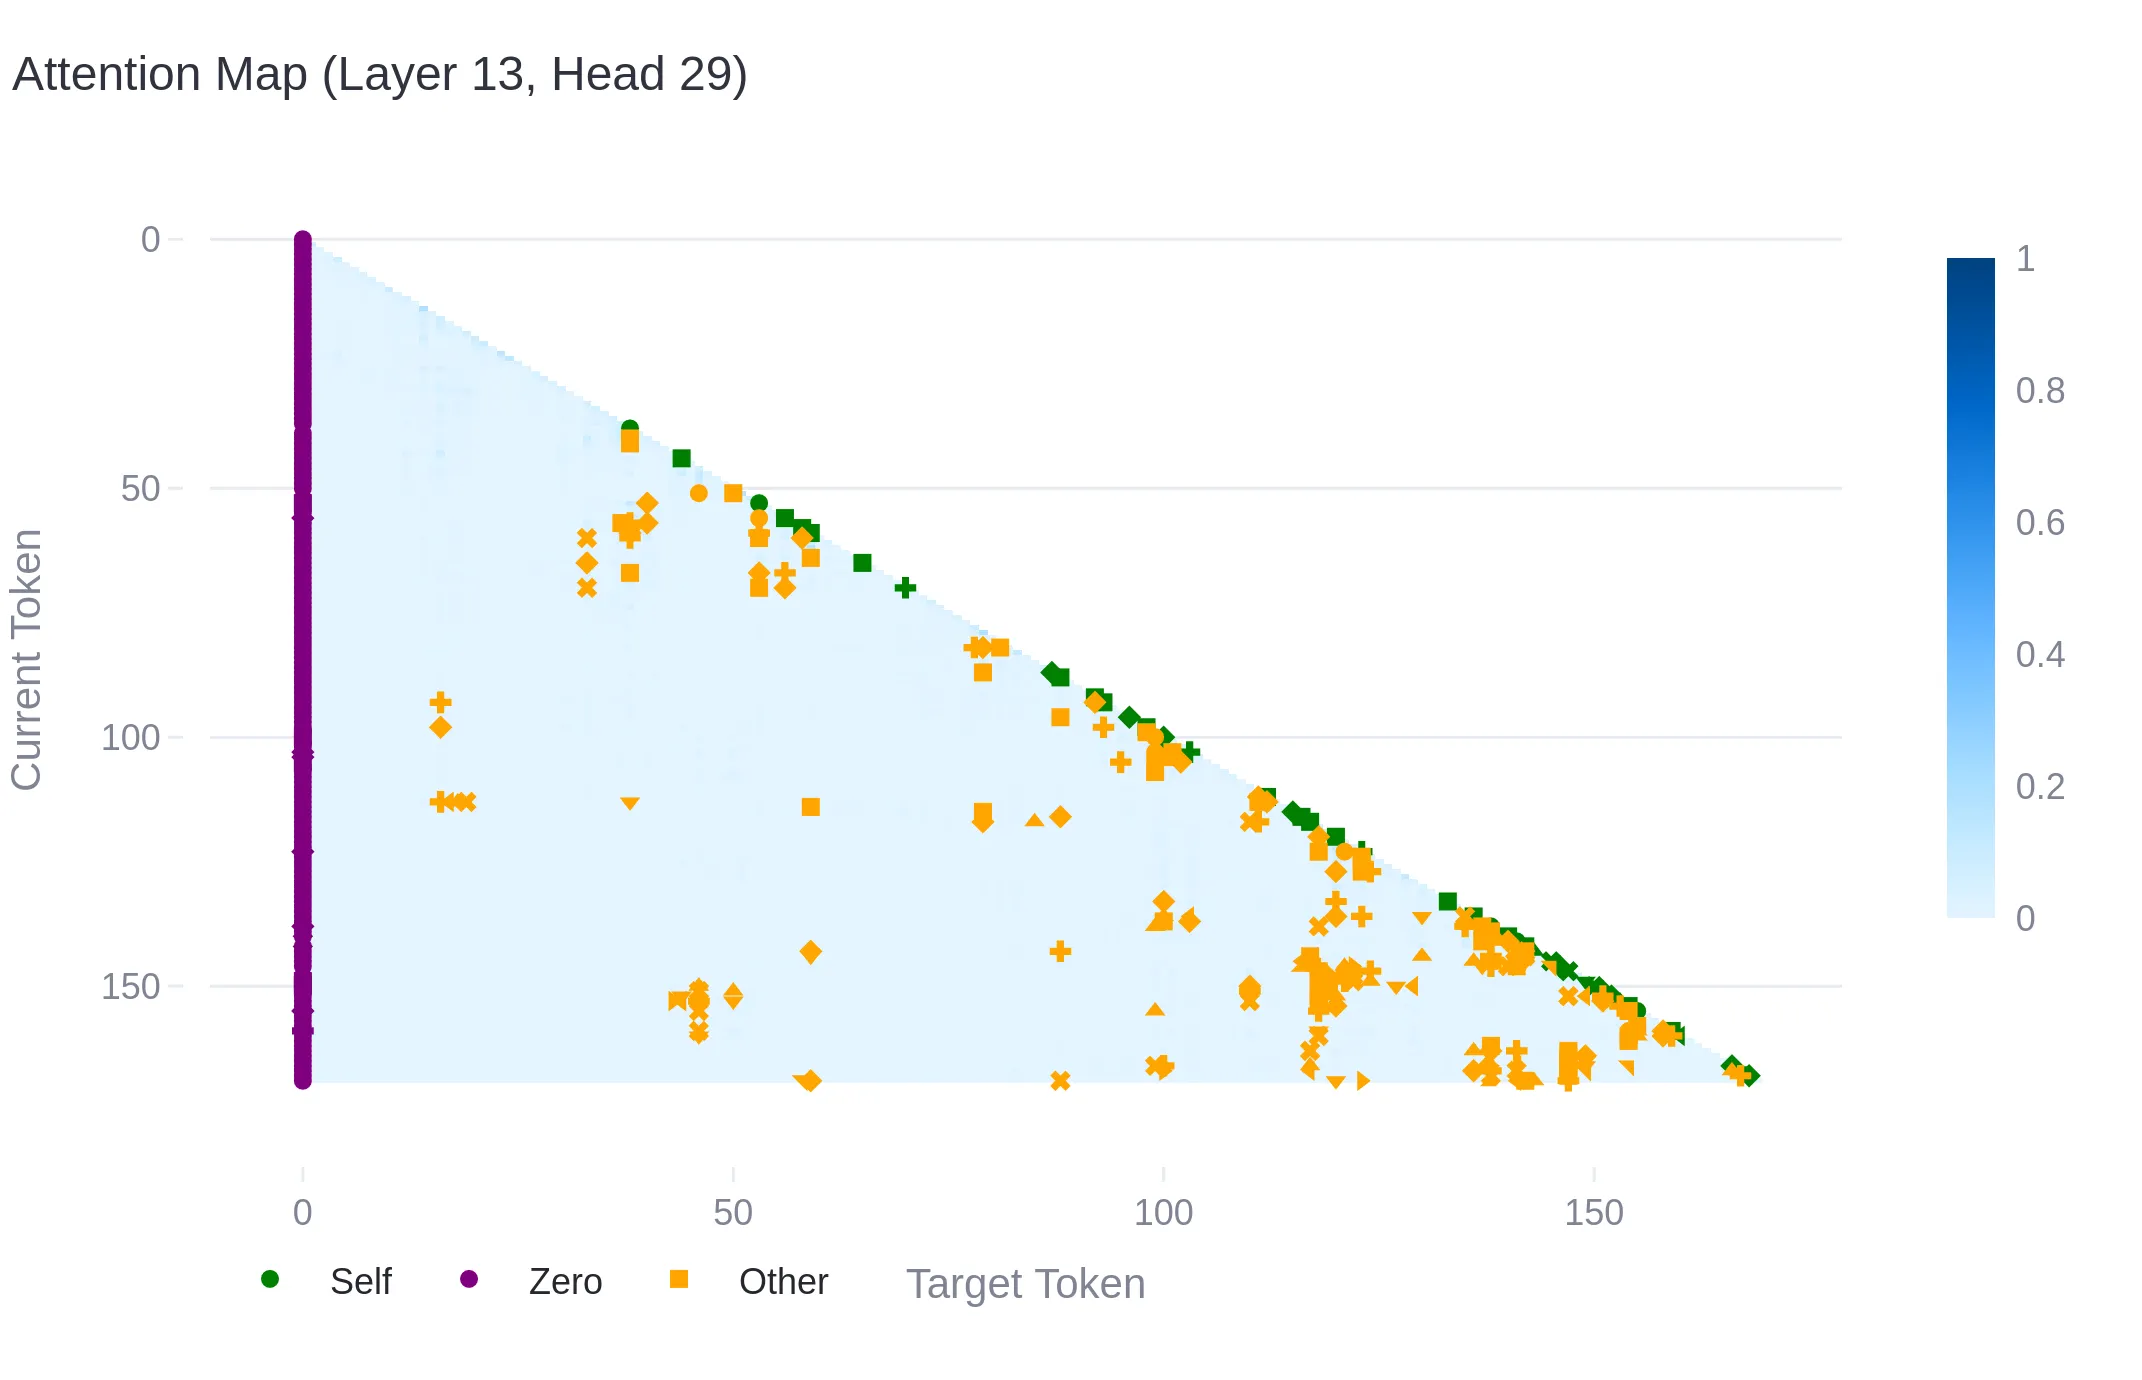 Attention Map (Layer 13, Head 29)
0
50
100
150
Current Token
0
50
100
150
Target Token
Self
Zero
Other
1
0.8
0.6
0.4
0.2
0